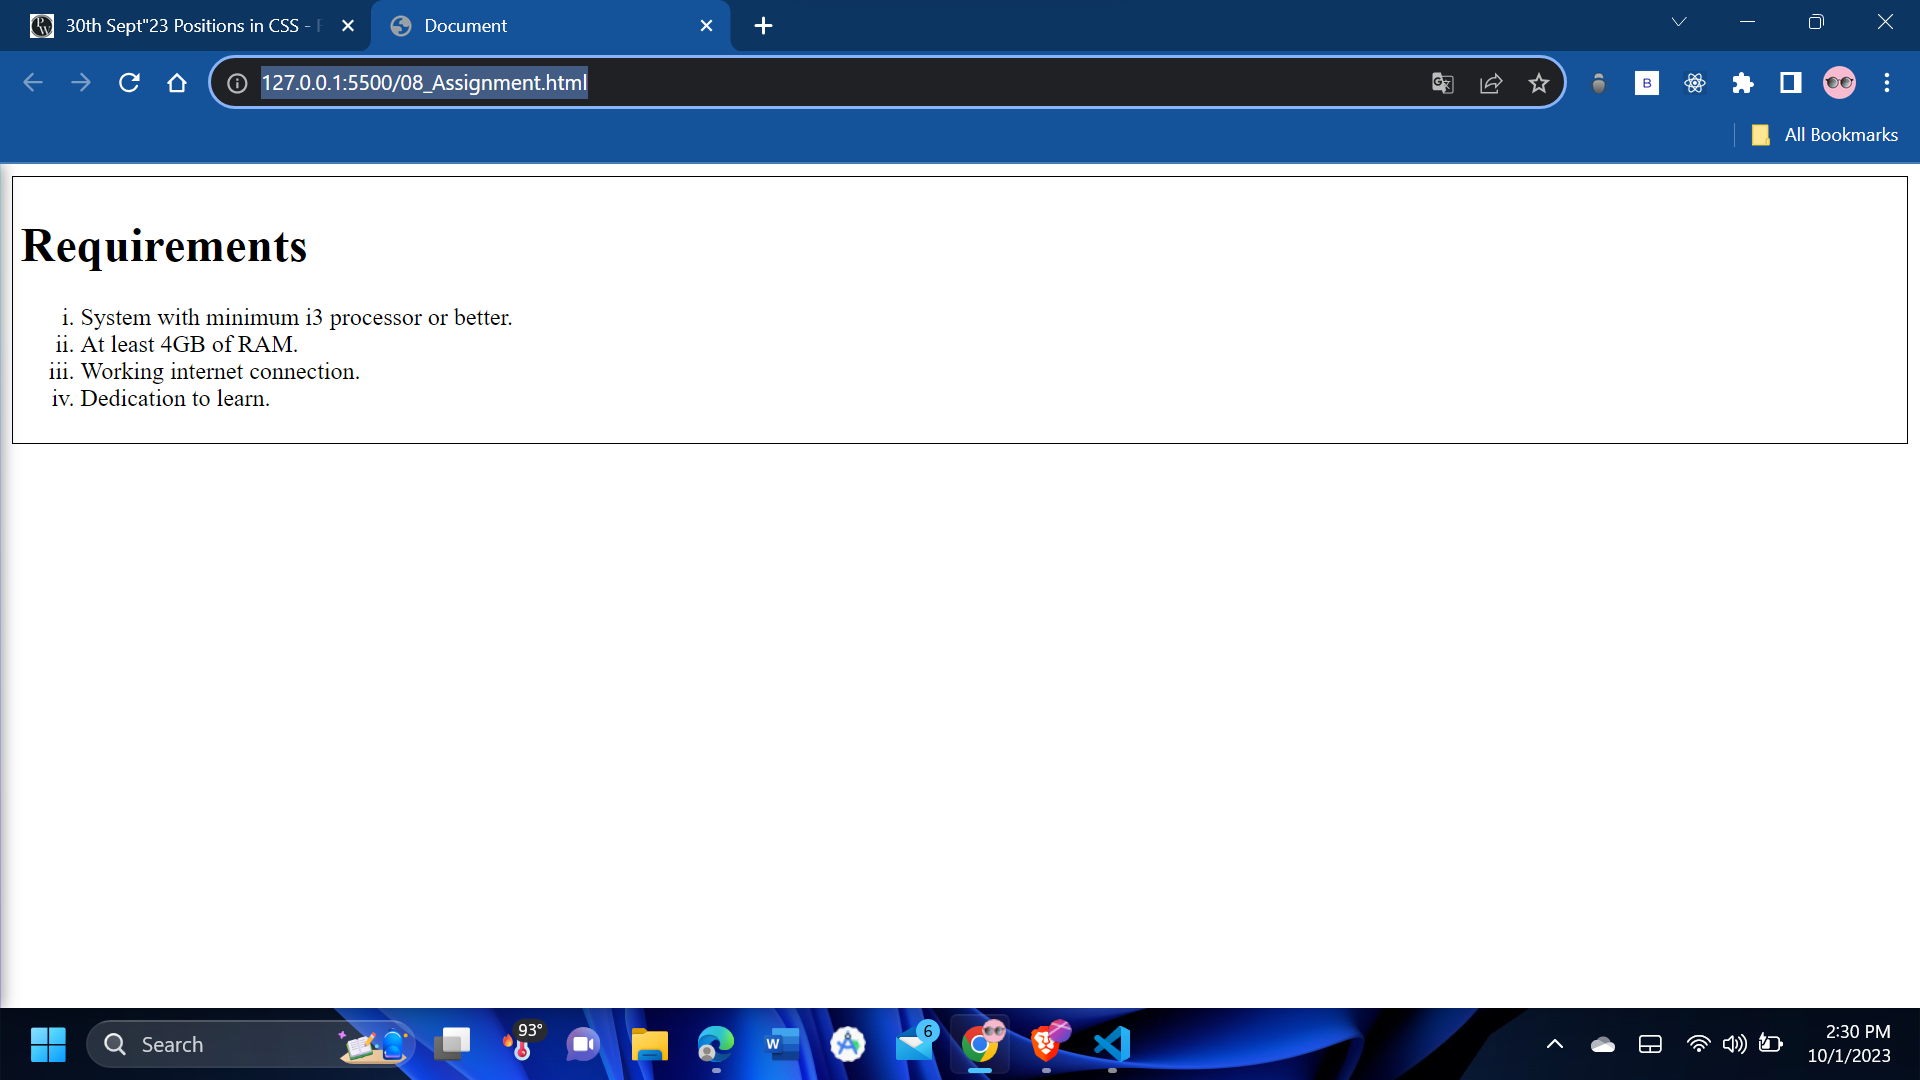 30th Sept"23 Positions in CSS -
Document
127.0.0.1:5500/08_Assignment.html
B
All Bookmarks
Requirements
i. System with minimum i3 processor or better.
ii. At least 4GB of RAM.
iii. Working internet connection.
iv. Dedication to learn.
Search
93°
W
6
2:30 PM
10/1/2023